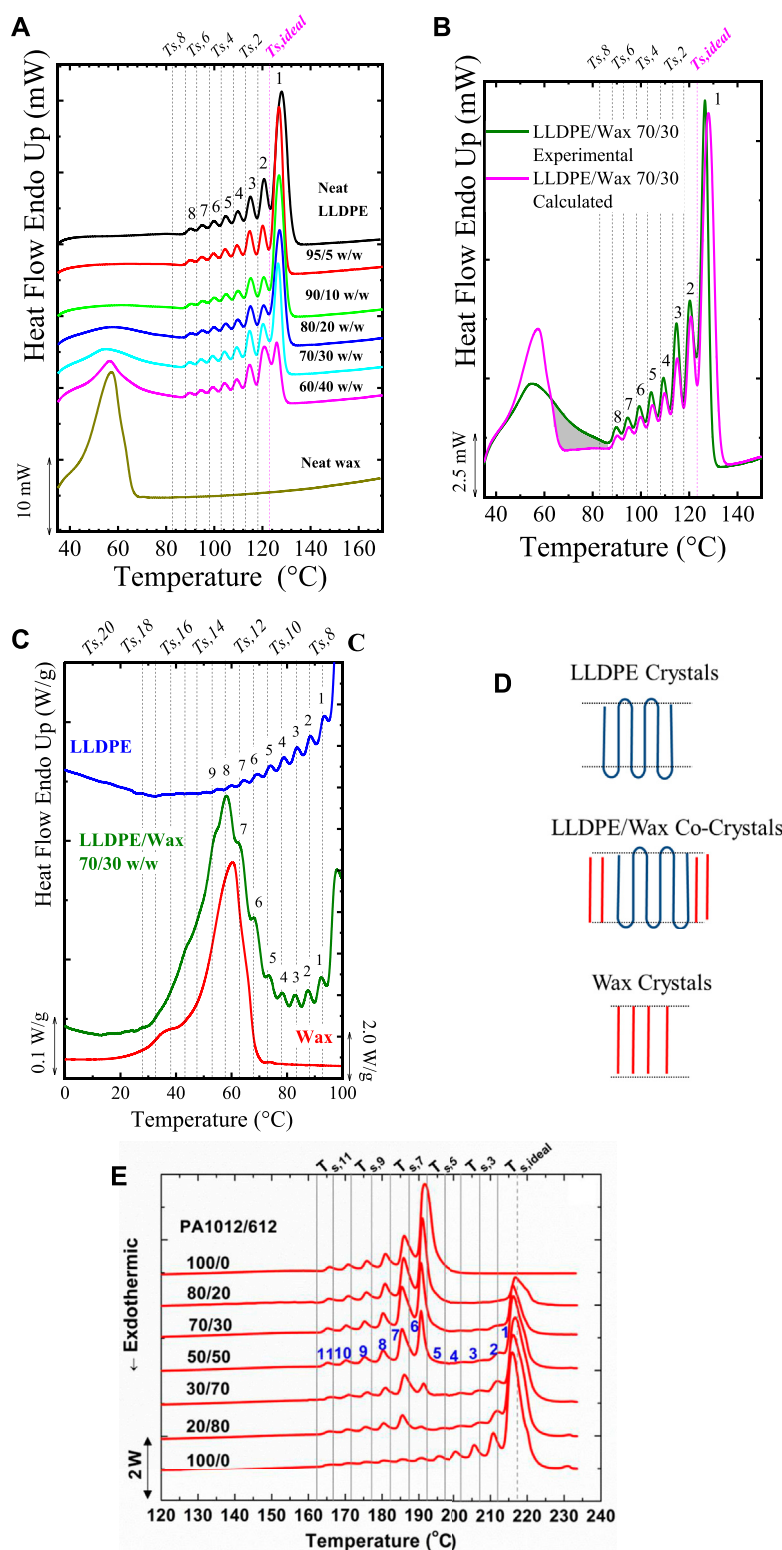 A
Ts,8
Ts,6
Ts,4
Ts,2
Ts,ideal
Heat Flow Endo Up (mW)
1
2
3
4
5
6
7
8
Neat
LLDPE
95/5 w/w
90/10 w/w
80/20 w/w
70/30 w/w
60/40 w/w
Neat wax
10 mW
40 60 80 100 120 140 160
Temperature (°C)
B
Ts,8
Ts,6
Ts,4
Ts,2
Ts,ideal
Heat Flow Endo Up (mW)
1
LLDPE/Wax 70/30
Experimental
LLDPE/Wax 70/30
Calculated
2
3
4
5
6
7
8
2.5 mW
40 60 80 100 120 140
Temperature (°C)
C
Ts,20
Ts,18
Ts,16
Ts,14
Ts,12
Ts,10
Ts,8
C
Heat Flow Endo Up (W/g)
LLDPE
9 8 7 6 5 4 3 2 1
LLDPE/Wax
70/30 w/w
7
6
5 4 3 2 1
Wax
0.1 W/g
2.0 W/g
0 20 40 60 80 100
Temperature (°C)
D
LLDPE Crystals
LLDPE/Wax Co-Crystals
Wax Crystals
E
Ts,11
Ts,9
Ts,7
Ts,5
Ts,3
Ts,ideal
← Exdothermic
PA1012/612
100/0
80/20
70/30
50/50
30/70
20/80
100/0
11 10 9 8 7 6 5 4 3 2 1
2W
120 130 140 150 160 170 180 190 200 210 220 230 240
Temperature (°C)